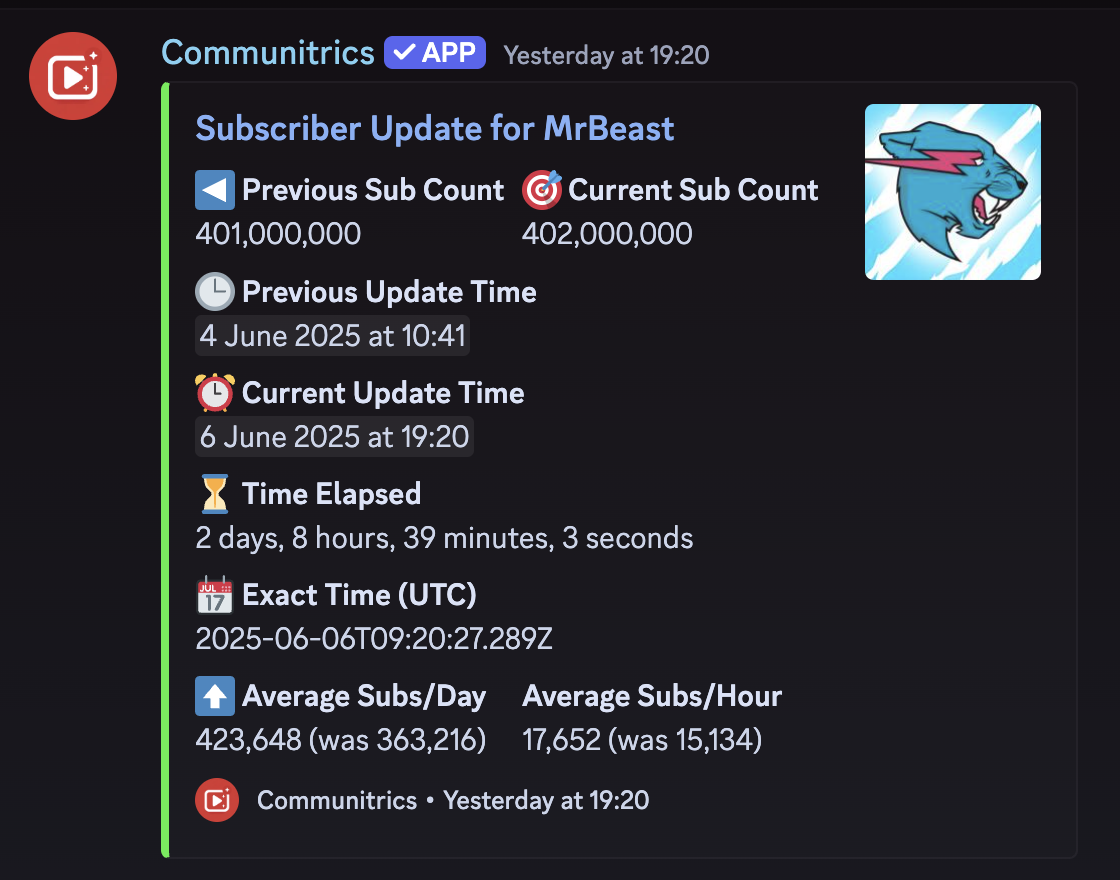 Communitrics ✓ APP Yesterday at 19:20
Subscriber Update for MrBeast
Previous Sub Count Current Sub Count
401,000,000 402,000,000
Previous Update Time
4 June 2025 at 10:41
Current Update Time
6 June 2025 at 19:20
Time Elapsed
2 days, 8 hours, 39 minutes, 3 seconds
JUL 17 Exact Time (UTC)
2025-06-06T09:20:27.289Z
Average Subs/Day Average Subs/Hour
423,648 (was 363,216) 17,652 (was 15,134)
Communitrics • Yesterday at 19:20